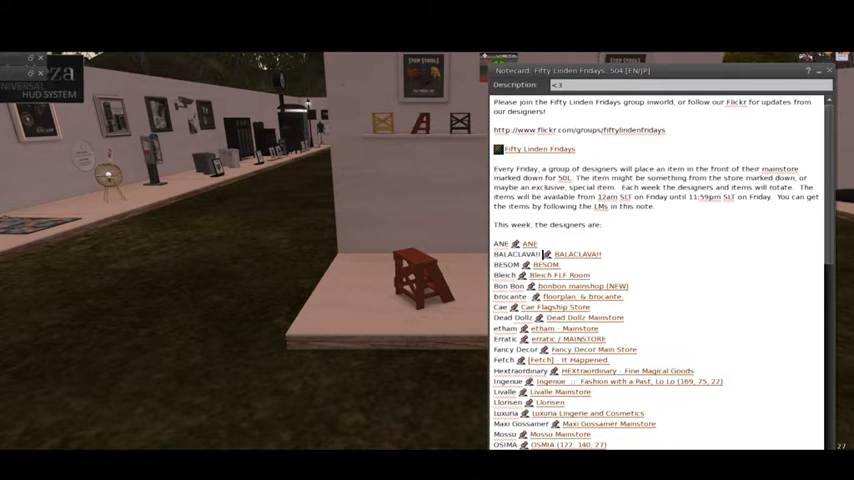 eza
UNIVERSAL
HUD SYSTEM
STEP STOOLS
Notecard: Fifty Linden Fridays: 504 [EN/JP]
Description: <3
Please join the Fifty Linden Fridays group inworld, or follow our Flickr for updates from
our designers!
http://www.flickr.com/groups/fiftylindenfridays
Fifty Linden Fridays
Every Friday, a group of designers will place an item in the front of their mainstore
marked down for 50L. The item might be something from the store marked down, or
maybe an exclusive, special item. Each week the designers and items will rotate. The
items will be available from 12am SLT on Friday until 11:59pm SLT on Friday. You can get
the items by following the LMs in this note.
This week, the designers are:
ANE ANE
BALACLAVA!! BALACLAVA!!
BESOM BESOM.
Bleich Bleich FLF Room
Bon Bon bonbon mainshop (NEW)
brocante. floorplan. & brocante.
Cae Cae Flagship Store
Dead Dollz Dead Dollz Mainstore
etham etham - Mainstore
Erratic erratic / MAINSTORE
Fancy Decor Fancy Decor Main Store
Fetch [Fetch] - It Happened.
Hextraordinary HEXtraordinary - Fine Magical Goods
Ingenue Ingenue :: Fashion with a Past, Lo Lo (169, 75, 22)
Livalle Livalle Mainstore
Llorisen Llorisen
Luxuria Luxuria Lingerie and Cosmetics
Maxi Gossamer Maxi Gossamer Mainstore
Mossu Mossu Mainstore
OSIMA OSMIA (122, 140, 27)
27